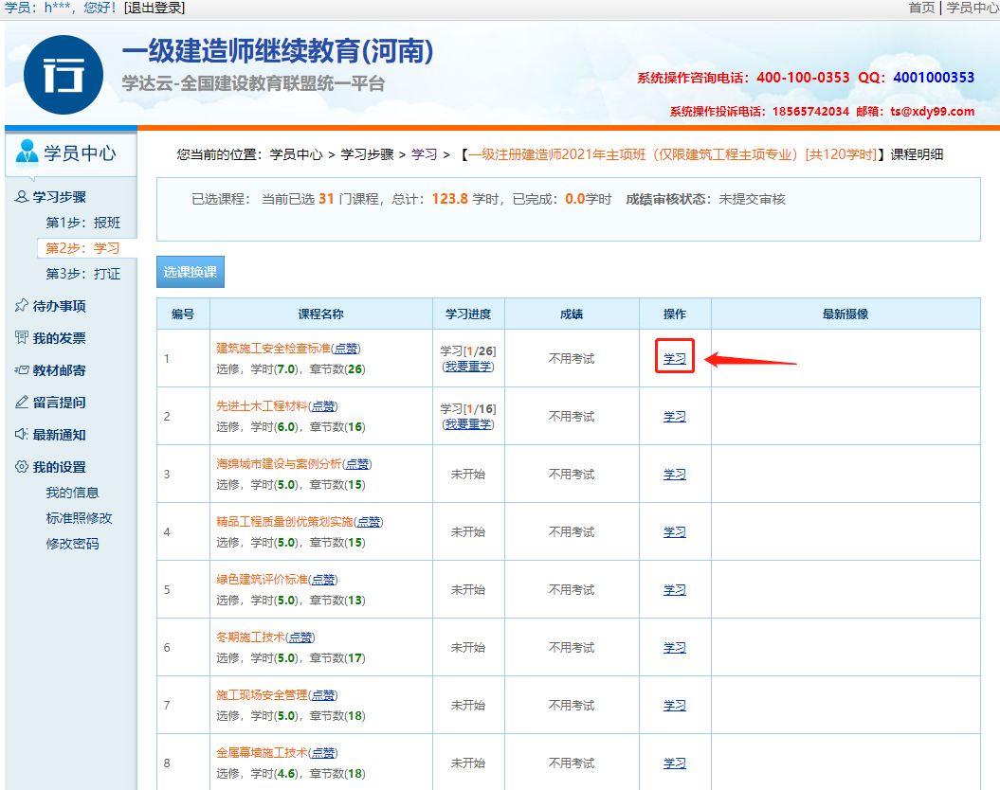 学员：h***，您好！[退出登录]
首页 | 学员中心
行
一级建造师继续教育(河南)
学达云-全国建设教育联盟统一平台
系统操作咨询电话：400-100-0353 QQ：4001000353
系统操作投诉电话：18565742034 邮箱：ts@xdy99.com
学员中心
学习步骤
第1步：报班
第2步：学习
第3步：打证
待办事项
我的发票
教材邮寄
留言提问
最新通知
我的设置
我的信息
标准照修改
修改密码
您当前的位置：学员中心 > 学习步骤 > 学习 > 【一级注册建造师2021年主项班（仅限建筑工程主项专业）[共120学时]】课程明细
已选课程： 当前已选 31 门课程，总计：123.8 学时，已完成：0.0学时 成绩审核状态：未提交审核
选课换课
编号 课程名称 学习进度 成绩 操作 最新摄像
1 建筑施工安全检查标准(点赞) 学习[1/26] 不用考试 学习
选修，学时(7.0)，章节数(26) (我要重学)
2 先进土木工程材料(点赞) 学习[1/16] 不用考试 学习
选修，学时(6.0)，章节数(16) (我要重学)
3 海绵城市建设与案例分析(点赞) 未开始 不用考试 学习
选修，学时(5.0)，章节数(15)
4 精品工程质量创优策划实施(点赞) 未开始 不用考试 学习
选修，学时(5.0)，章节数(15)
5 绿色建筑评价标准(点赞) 未开始 不用考试 学习
选修，学时(5.0)，章节数(13)
6 冬期施工技术(点赞) 未开始 不用考试 学习
选修，学时(5.0)，章节数(17)
7 施工现场安全管理(点赞) 未开始 不用考试 学习
选修，学时(5.0)，章节数(18)
8 金属幕墙施工技术(点赞) 未开始 不用考试 学习
选修，学时(4.6)，章节数(18)